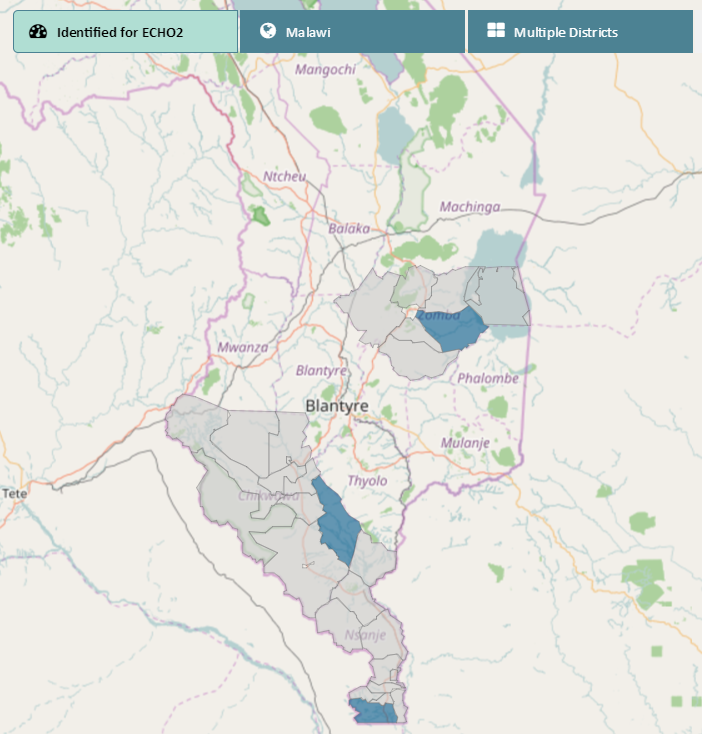 Identified for ECHO2
Malawi
Multiple Districts
Mangochi
Ntcheu
Machinga
Balaka
Zomba
Mwanza
Blantyre
Phalombe
Blantyre
Mulanje
Thyolo
Tete
Chikwawa
Nsanje